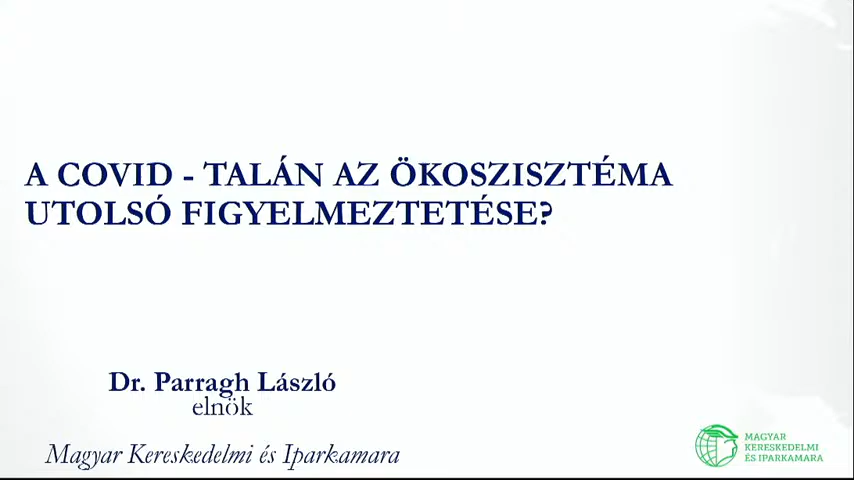 A COVID - TALÁN AZ ÖKOSZISZTÉMA
UTOLSÓ FIGYELMEZTETÉSE?
Dr. Parragh László
elnök
Magyar Kereskedelmi és Iparkamara
MAGYAR
KERESKEDELMI
ÉS IPARKAMARA